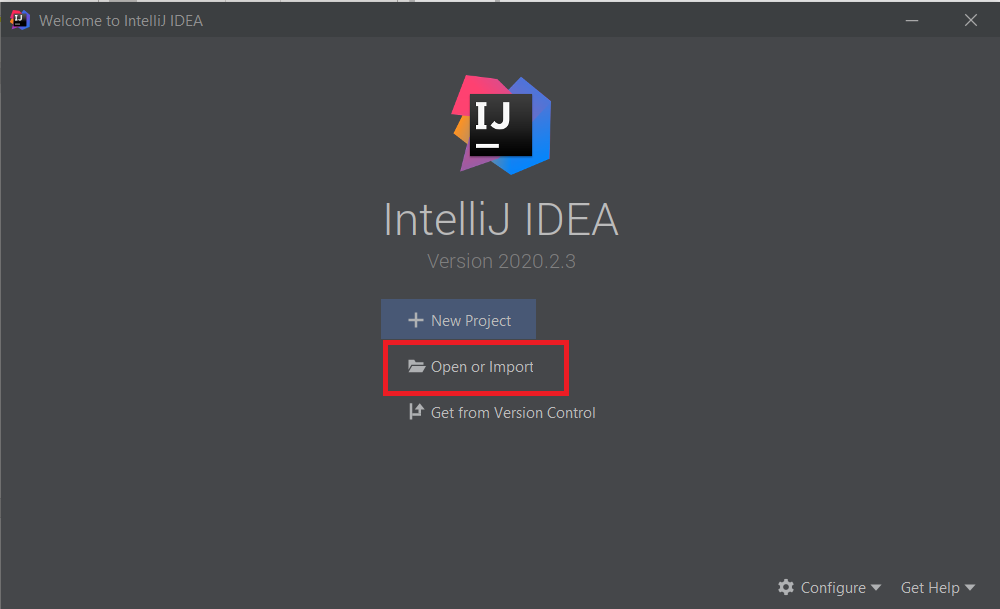 Welcome to IntelliJ IDEA
IJ
IntelliJ IDEA
Version 2020.2.3
New Project
Open or Import
Get from Version Control
Configure Get Help